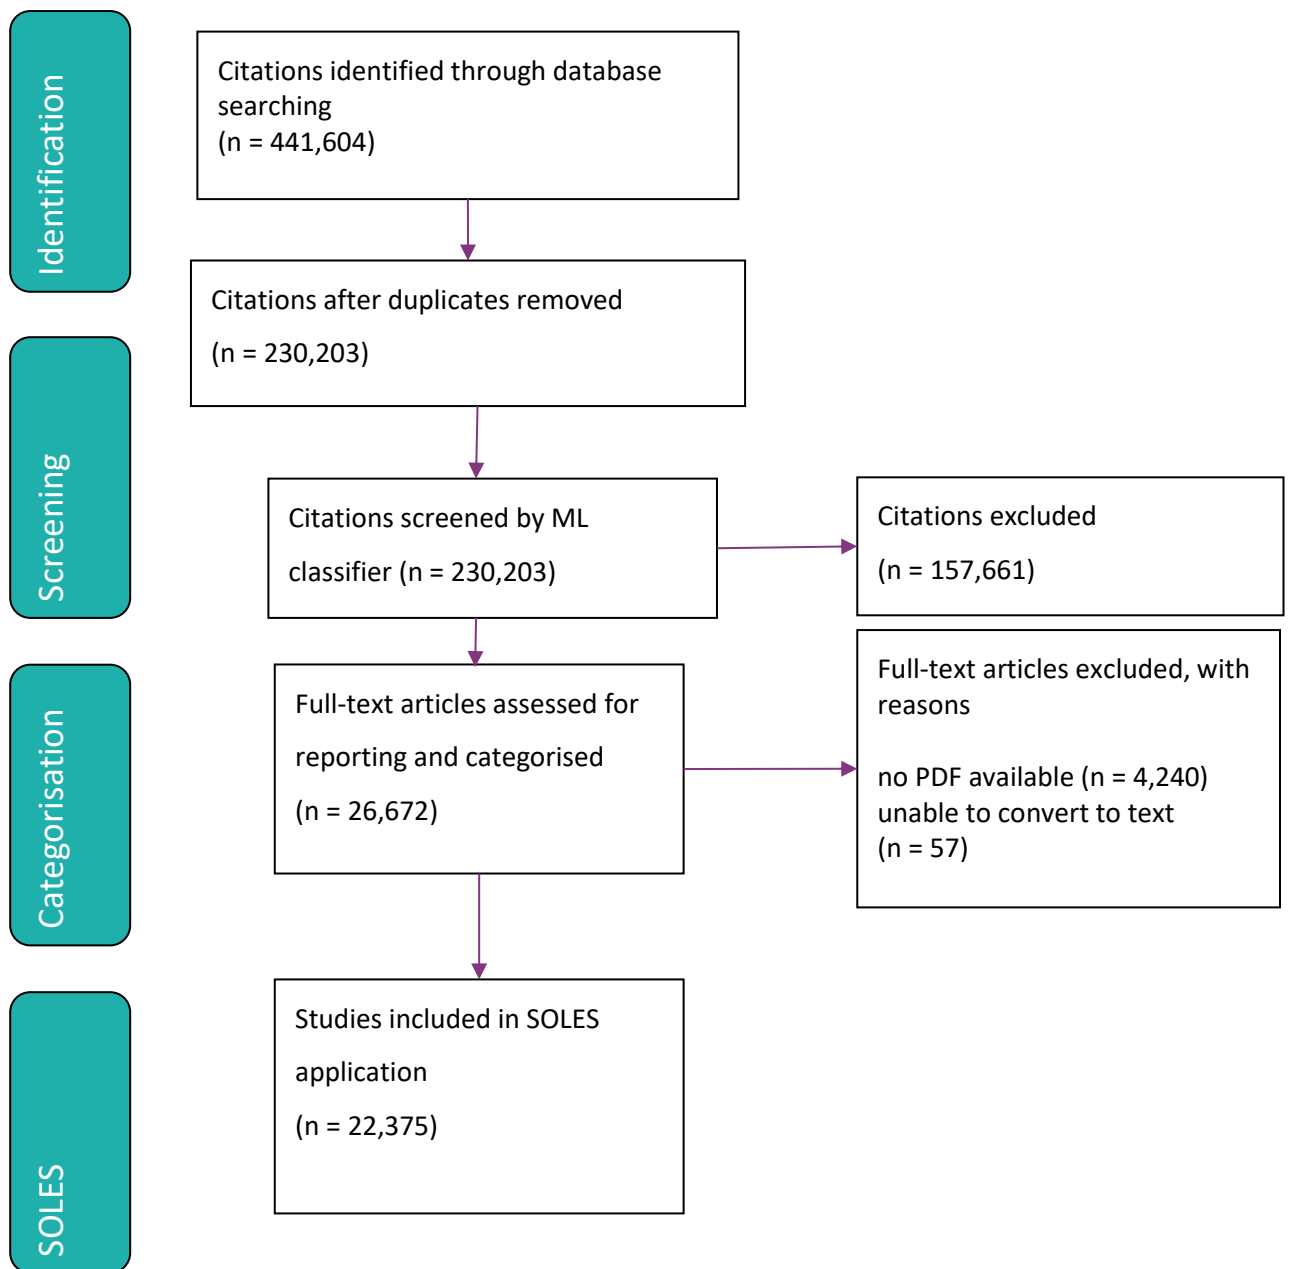 Identification
Citations identified through database
searching
(n = 441,604)
Citations after duplicates removed
(n = 230,203)
Screening
Citations screened by ML
classifier (n = 230,203)
Citations excluded
(n = 157,661)
Categorisation
Full-text articles assessed for
reporting and categorised
(n = 26,672)
Full-text articles excluded, with
reasons
no PDF available (n = 4,240)
unable to convert to text
(n = 57)
SOLES
Studies included in SOLES
application
(n = 22,375)